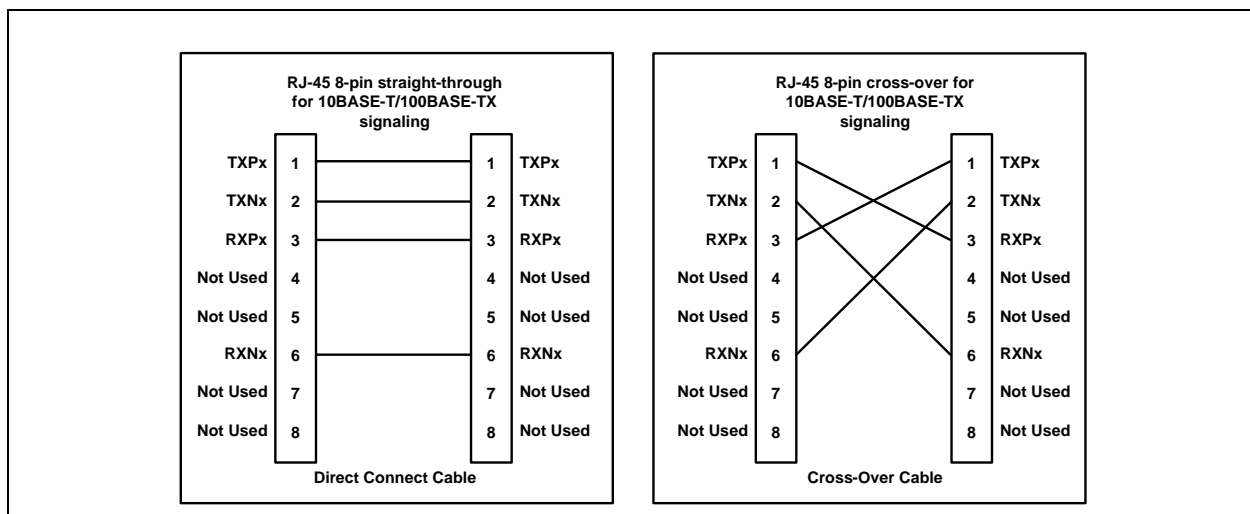 RJ-45 8-pin straight-through
for 10BASE-T/100BASE-TX
signaling
TXPx 1 1 TXPx
TXNx 2 2 TXNx
RXPx 3 3 RXPx
Not Used 4 4 Not Used
Not Used 5 5 Not Used
RXNx 6 6 RXNx
Not Used 7 7 Not Used
Not Used 8 8 Not Used
Direct Connect Cable
RJ-45 8-pin cross-over for
10BASE-T/100BASE-TX
signaling
TXPx 1 1 TXPx
TXNx 2 2 TXNx
RXPx 3 3 RXPx
Not Used 4 4 Not Used
Not Used 5 5 Not Used
RXNx 6 6 RXNx
Not Used 7 7 Not Used
Not Used 8 8 Not Used
Cross-Over Cable